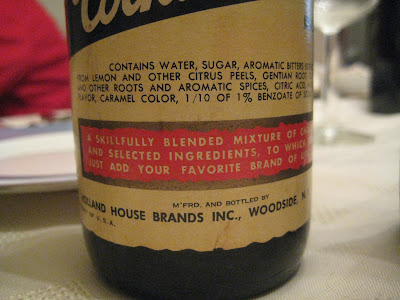 CONTAINS WATER, SUGAR, AROMATIC BITTERS
FROM LEMON AND OTHER CITRUS PEELS, GENTIAN ROOT
AND OTHER ROOTS AND AROMATIC SPICES, CITRIC ACID,
FLAVOR, CARAMEL COLOR, 1/10 OF 1% BENZOATE OF
A SKILLFULLY BLENDED MIXTURE OF
AND SELECTED INGREDIENTS, TO WHICH
JUST ADD YOUR FAVORITE BRAND OF
M'FRD. AND BOTTLED BY
HOLLAND HOUSE BRANDS INC., WOODSIDE, N.
OF U.S.A.